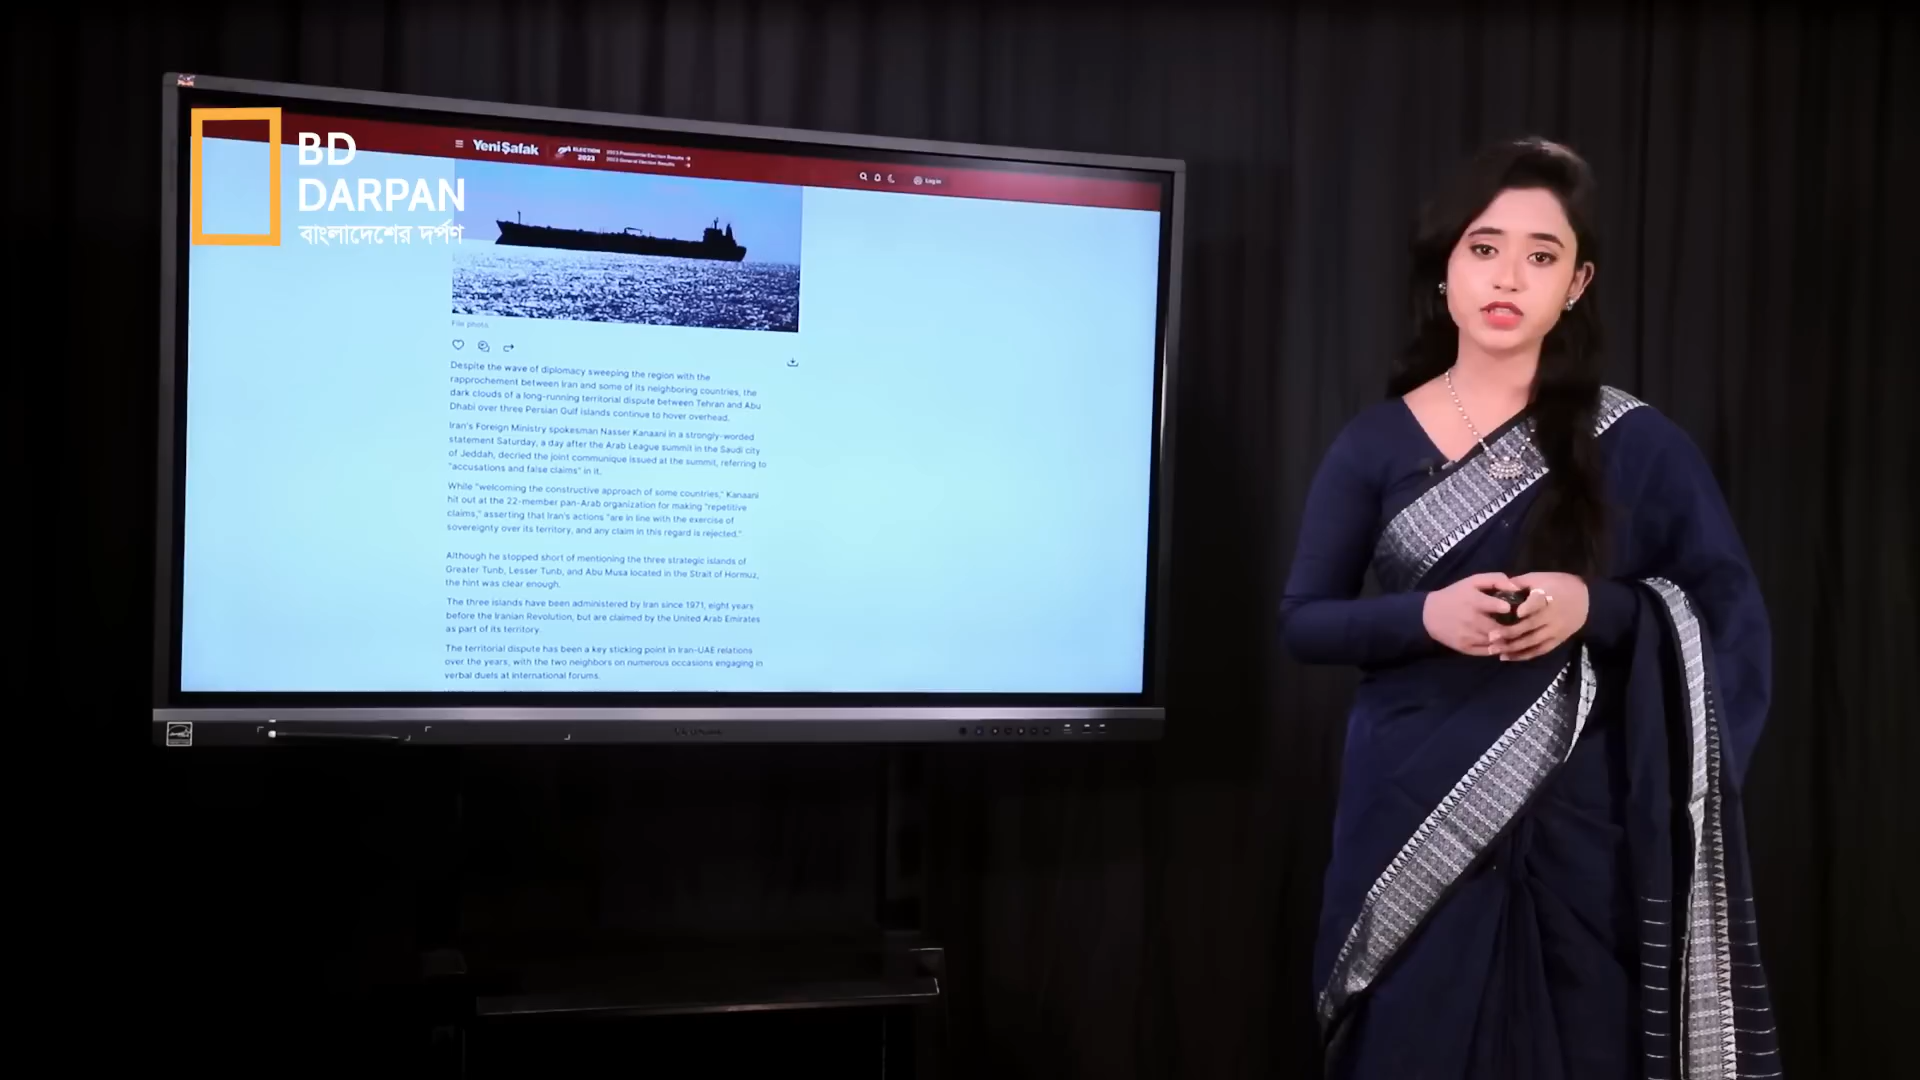 BD
DARPAN
বাংলাদেশের দর্পণ
YeniŞafak
ELECTION
2023
2023 Presidential Election Results
2023 General Election Results
Log in
File photo
Despite the wave of diplomacy sweeping the region with the
rapprochement between Iran and some of its neighboring countries, the
dark clouds of a long-running territorial dispute between Tehran and Abu
Dhabi over three Persian Gulf islands continue to hover overhead.
Iran's Foreign Ministry spokesman Nasser Kanaani in a strongly-worded
statement Saturday, a day after the Arab League summit in the Saudi city
of Jeddah, decried the joint communique issued at the summit, referring to
"accusations and false claims" in it.
While "welcoming the constructive approach of some countries," Kanaani
hit out at the 22-member pan-Arab organization for making "repetitive
claims," asserting that Iran's actions "are in line with the exercise of
sovereignty over its territory, and any claim in this regard is rejected."
Although he stopped short of mentioning the three strategic islands of
Greater Tunb, Lesser Tunb, and Abu Musa located in the Strait of Hormuz,
the hint was clear enough.
The three islands have been administered by Iran since 1971, eight years
before the Iranian Revolution, but are claimed by the United Arab Emirates
as part of its territory.
The territorial dispute has been a key sticking point in Iran-UAE relations
over the years, with the two neighbors on numerous occasions engaging in
verbal duels at international forums.